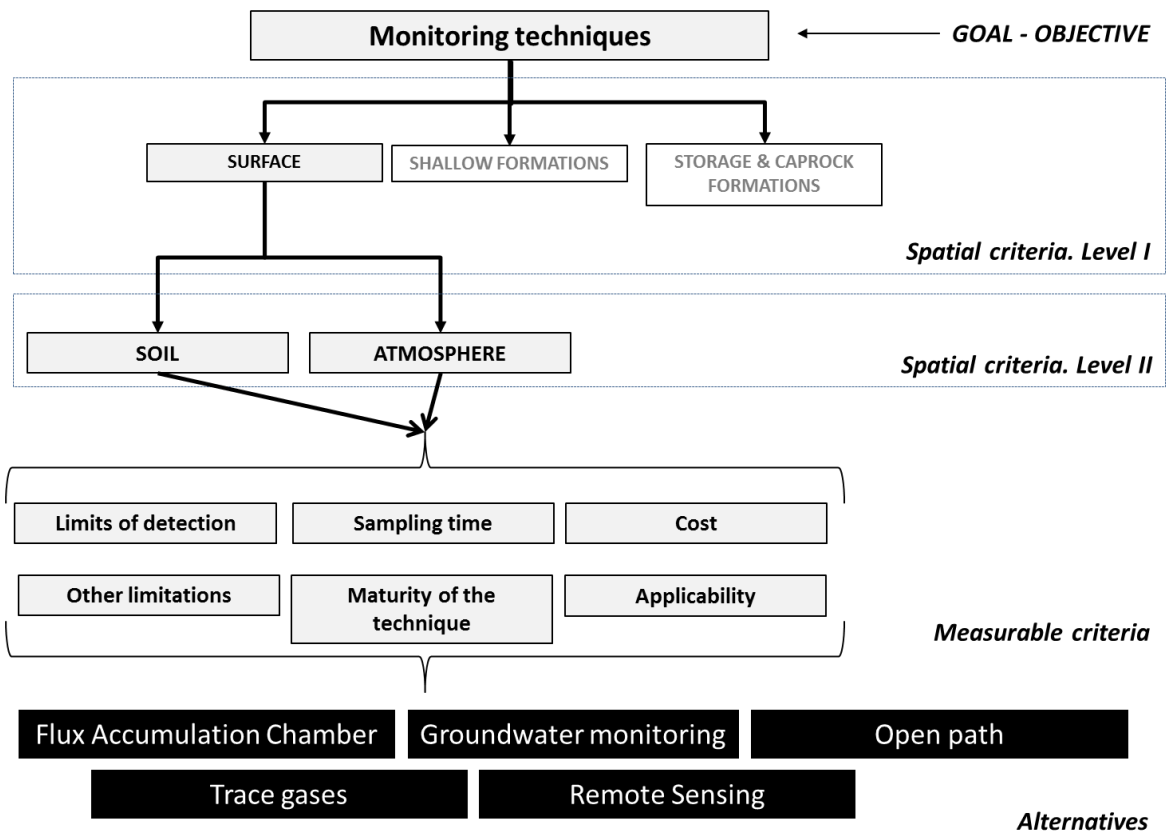 Monitoring techniques
GOAL - OBJECTIVE
SURFACE
SHALLOW FORMATIONS
STORAGE & CAPROCK
FORMATIONS
Spatial criteria. Level I
SOIL
ATMOSPHERE
Spatial criteria. Level II
Limits of detection
Sampling time
Cost
Other limitations
Maturity of the
technique
Applicability
Measurable criteria
Flux Accumulation Chamber
Groundwater monitoring
Open path
Trace gases
Remote Sensing
Alternatives